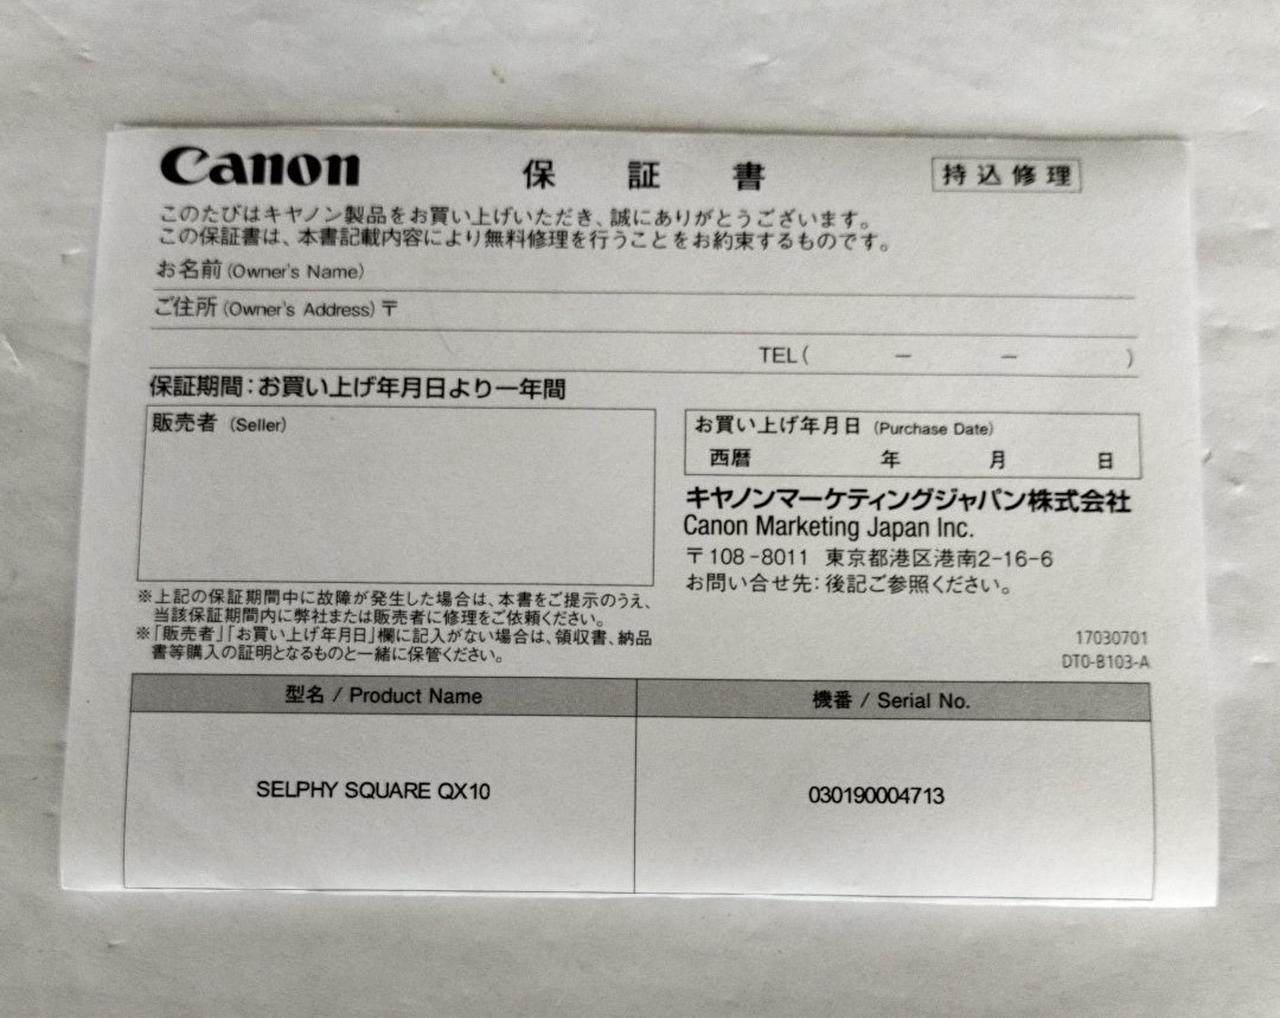 Canon 保証書 持込修理
このたびはキヤノン製品をお買い上げいただき、誠にありがとうございます。
この保証書は、本書記載内容により無料修理を行うことをお約束するものです。
お名前 (Owner's Name)
ご住所 (Owner's Address) 〒
TEL( － － )
保証期間：お買い上げ年月日より一年間
販売者 (Seller)
※上記の保証期間中に故障が発生した場合は、本書をご提示のうえ、
当該保証期間内に弊社または販売者に修理をご依頼ください。
※「販売者」「お買い上げ年月日」欄に記入がない場合は、領収書、納品
書等購入の証明となるものと一緒に保管ください。
お買い上げ年月日 (Purchase Date)
西暦 年 月 日
キヤノンマーケティングジャパン株式会社
Canon Marketing Japan Inc.
〒108-8011 東京都港区港南2-16-6
お問い合せ先：後記ご参照ください。
17030701
DT0-B103-A
型名 / Product Name 機番 / Serial No.
SELPHY SQUARE QX10 030190004713